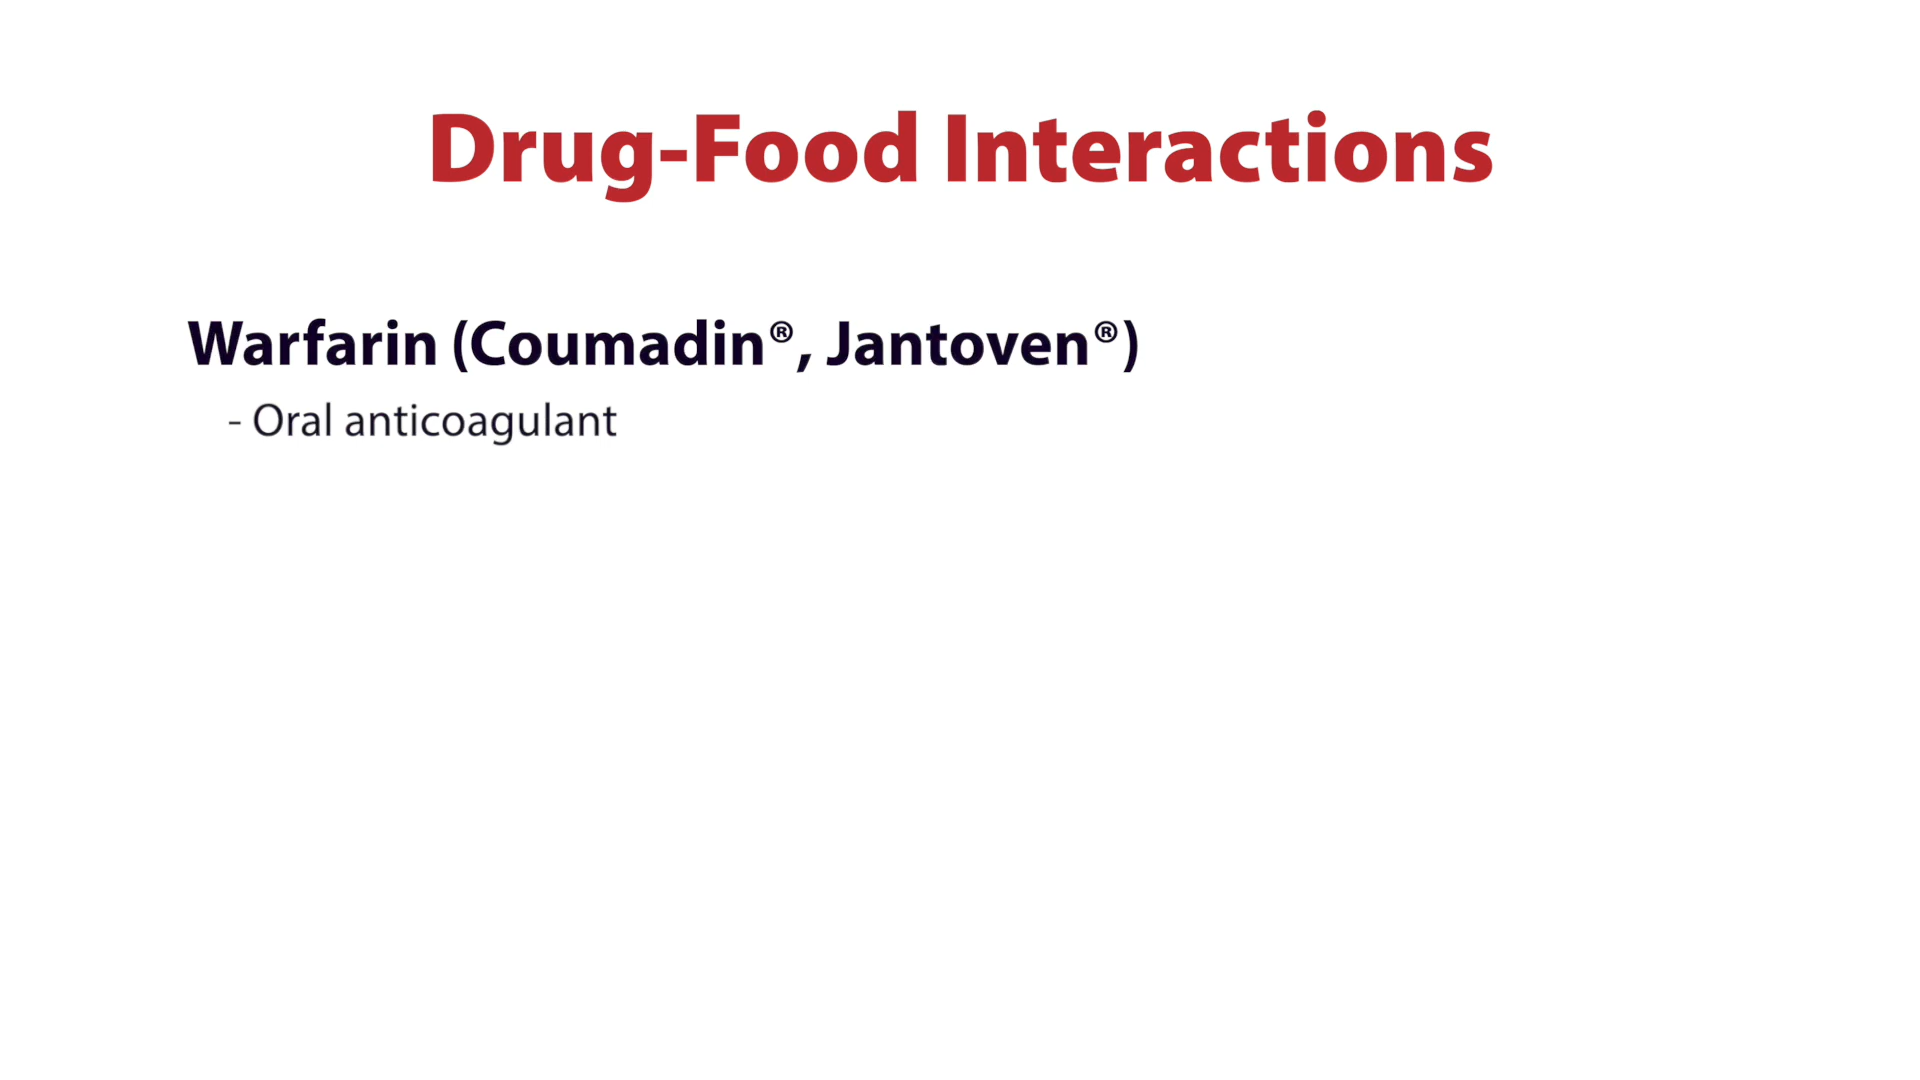 Drug-Food Interactions
Warfarin (Coumadin®, Jantoven®)
- Oral anticoagulant